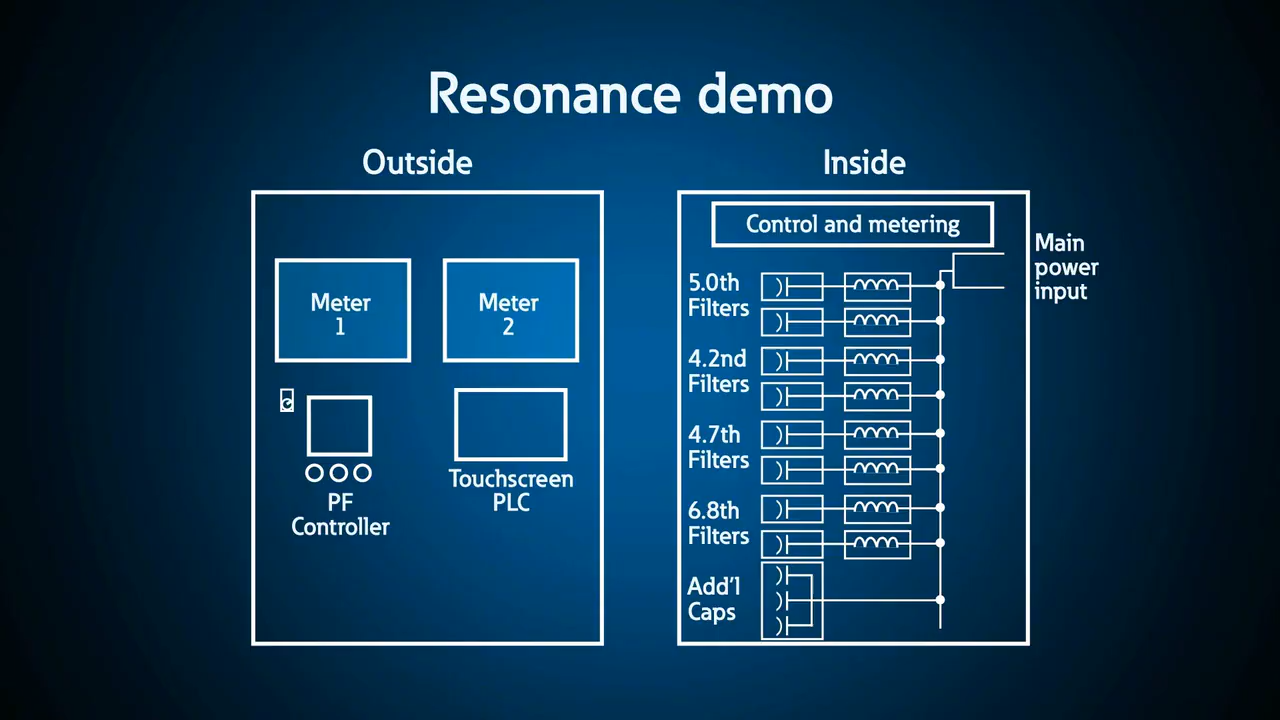 Resonance demo
Outside
Inside
Meter
1
Meter
2
PF
Controller
Touchscreen
PLC
Control and metering
Main
power
input
5.0th
Filters
4.2nd
Filters
4.7th
Filters
6.8th
Filters
Add'l
Caps